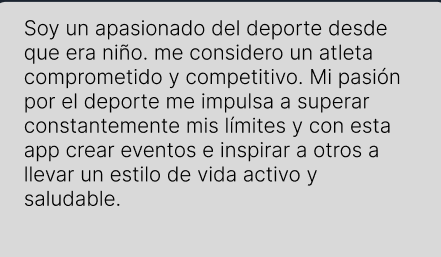 Soy un apasionado del deporte desde
que era niño. me considero un atleta
comprometido y competitivo. Mi pasión
por el deporte me impulsa a superar
constantemente mis límites y con esta
app crear eventos e inspirar a otros a
llevar un estilo de vida activo y
saludable.